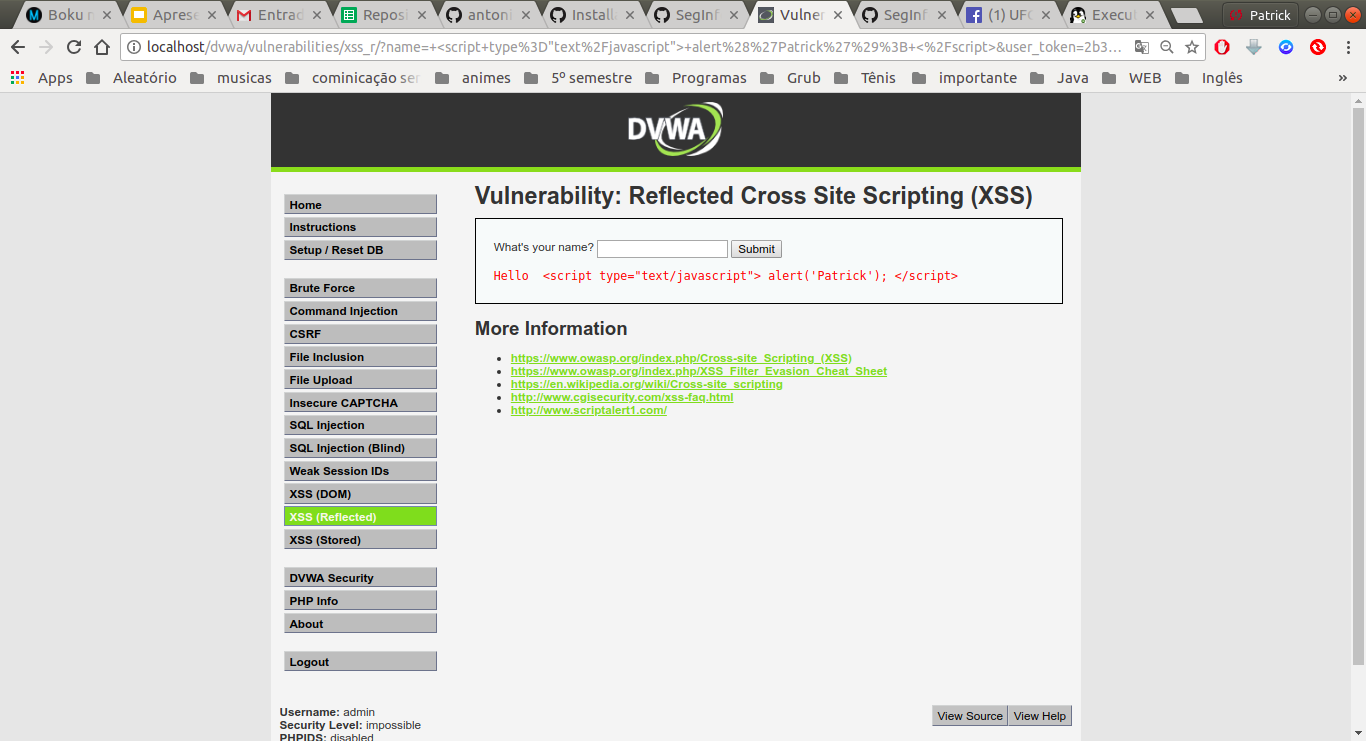 Boku n
Aprese
Entrad
Reposi
antoni
Installa
SegInf
Vulner
SegInf
(1) UFC
Execu
Patrick
localhost/dvwa/vulnerabilities/xss_r/?name=+<script+type%3D"text%2Fjavascript">+alert%28%27Patrick%27%29%3B+<%2Fscript>&user_token=2b3...
Apps Aleatório musicas cominicação ser animes 5º semestre Programas Grub Tênis importante Java WEB Inglês »
DVWA
Home
Instructions
Setup / Reset DB
Brute Force
Command Injection
CSRF
File Inclusion
File Upload
Insecure CAPTCHA
SQL Injection
SQL Injection (Blind)
Weak Session IDs
XSS (DOM)
XSS (Reflected)
XSS (Stored)
DVWA Security
PHP Info
About
Logout
Vulnerability: Reflected Cross Site Scripting (XSS)
What's your name? Submit
Hello <script type="text/javascript"> alert('Patrick'); </script>
More Information
https://www.owasp.org/index.php/Cross-site_Scripting_(XSS)
https://www.owasp.org/index.php/XSS_Filter_Evasion_Cheat_Sheet
https://en.wikipedia.org/wiki/Cross-site_scripting
http://www.cgisecurity.com/xss-faq.html
http://www.scriptalert1.com/
Username: admin
Security Level: impossible
PHPIDS: disabled
View Source View Help